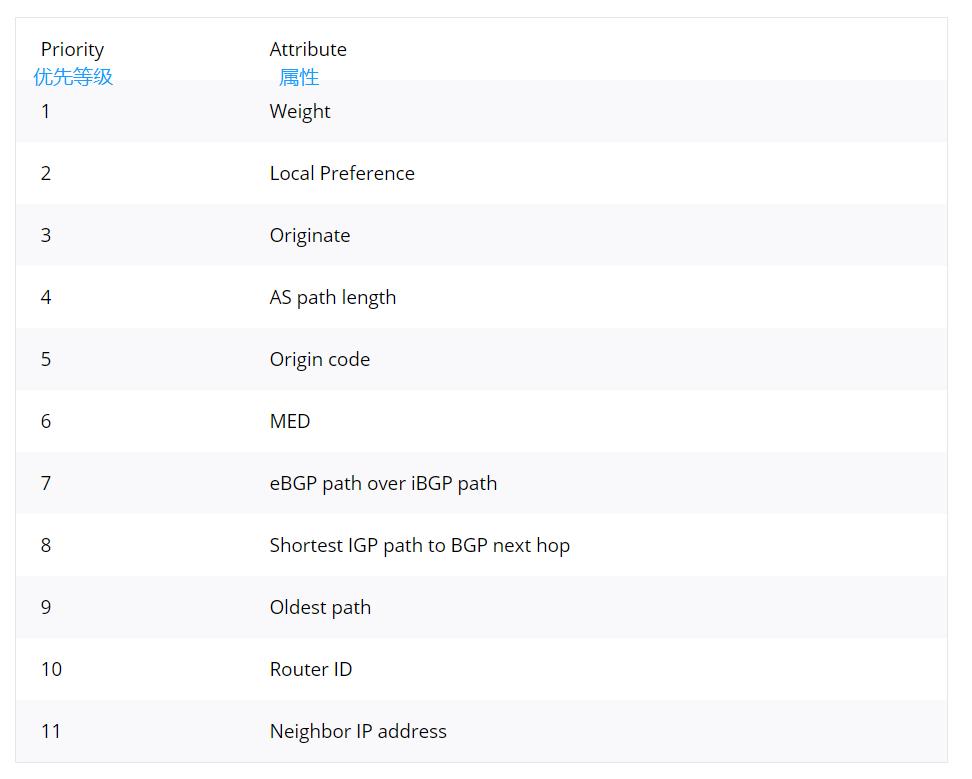 Priority Attribute
优先等级 属性
1 Weight
2 Local Preference
3 Originate
4 AS path length
5 Origin code
6 MED
7 eBGP path over iBGP path
8 Shortest IGP path to BGP next hop
9 Oldest path
10 Router ID
11 Neighbor IP address